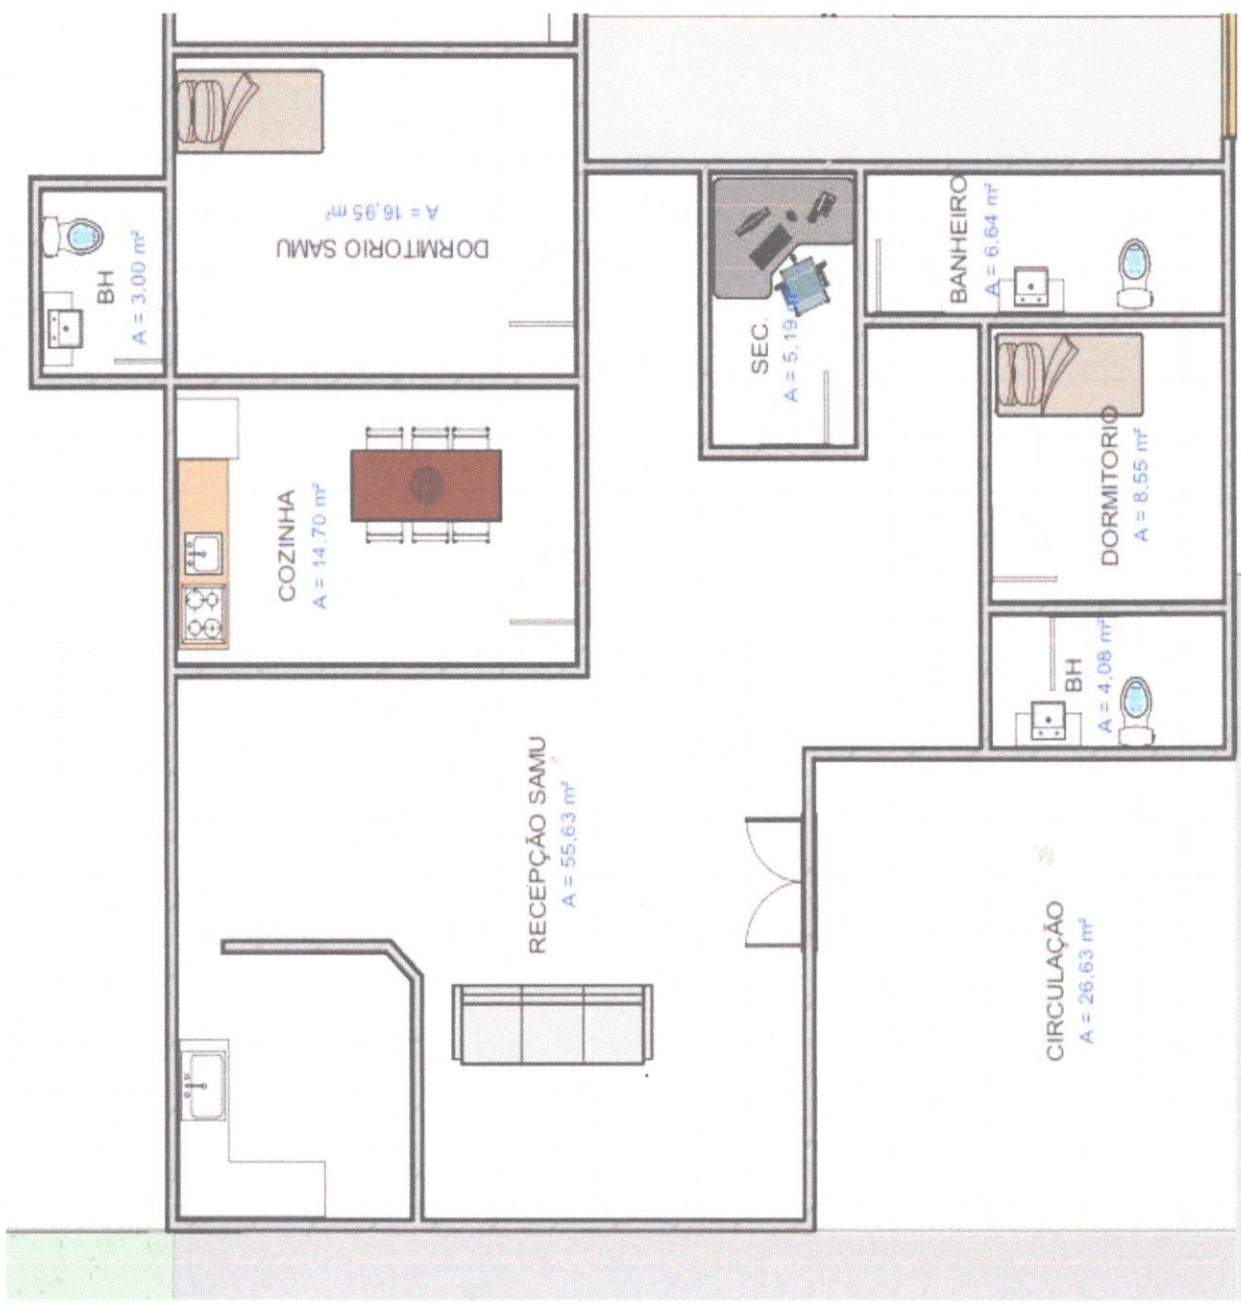 BH
A = 3,00 m²
DORMITORIO SAMU
A = 16,95 m²
COZINHA
A = 14,70 m²
SEC.
A = 5,19
BANHEIRO
A = 6,64 m²
DORMITORIO
A = 8,55 m²
BH
A = 4,08 m²
RECEPÇÃO SAMU
A = 55,63 m²
CIRCULAÇÃO
A = 26,63 m²